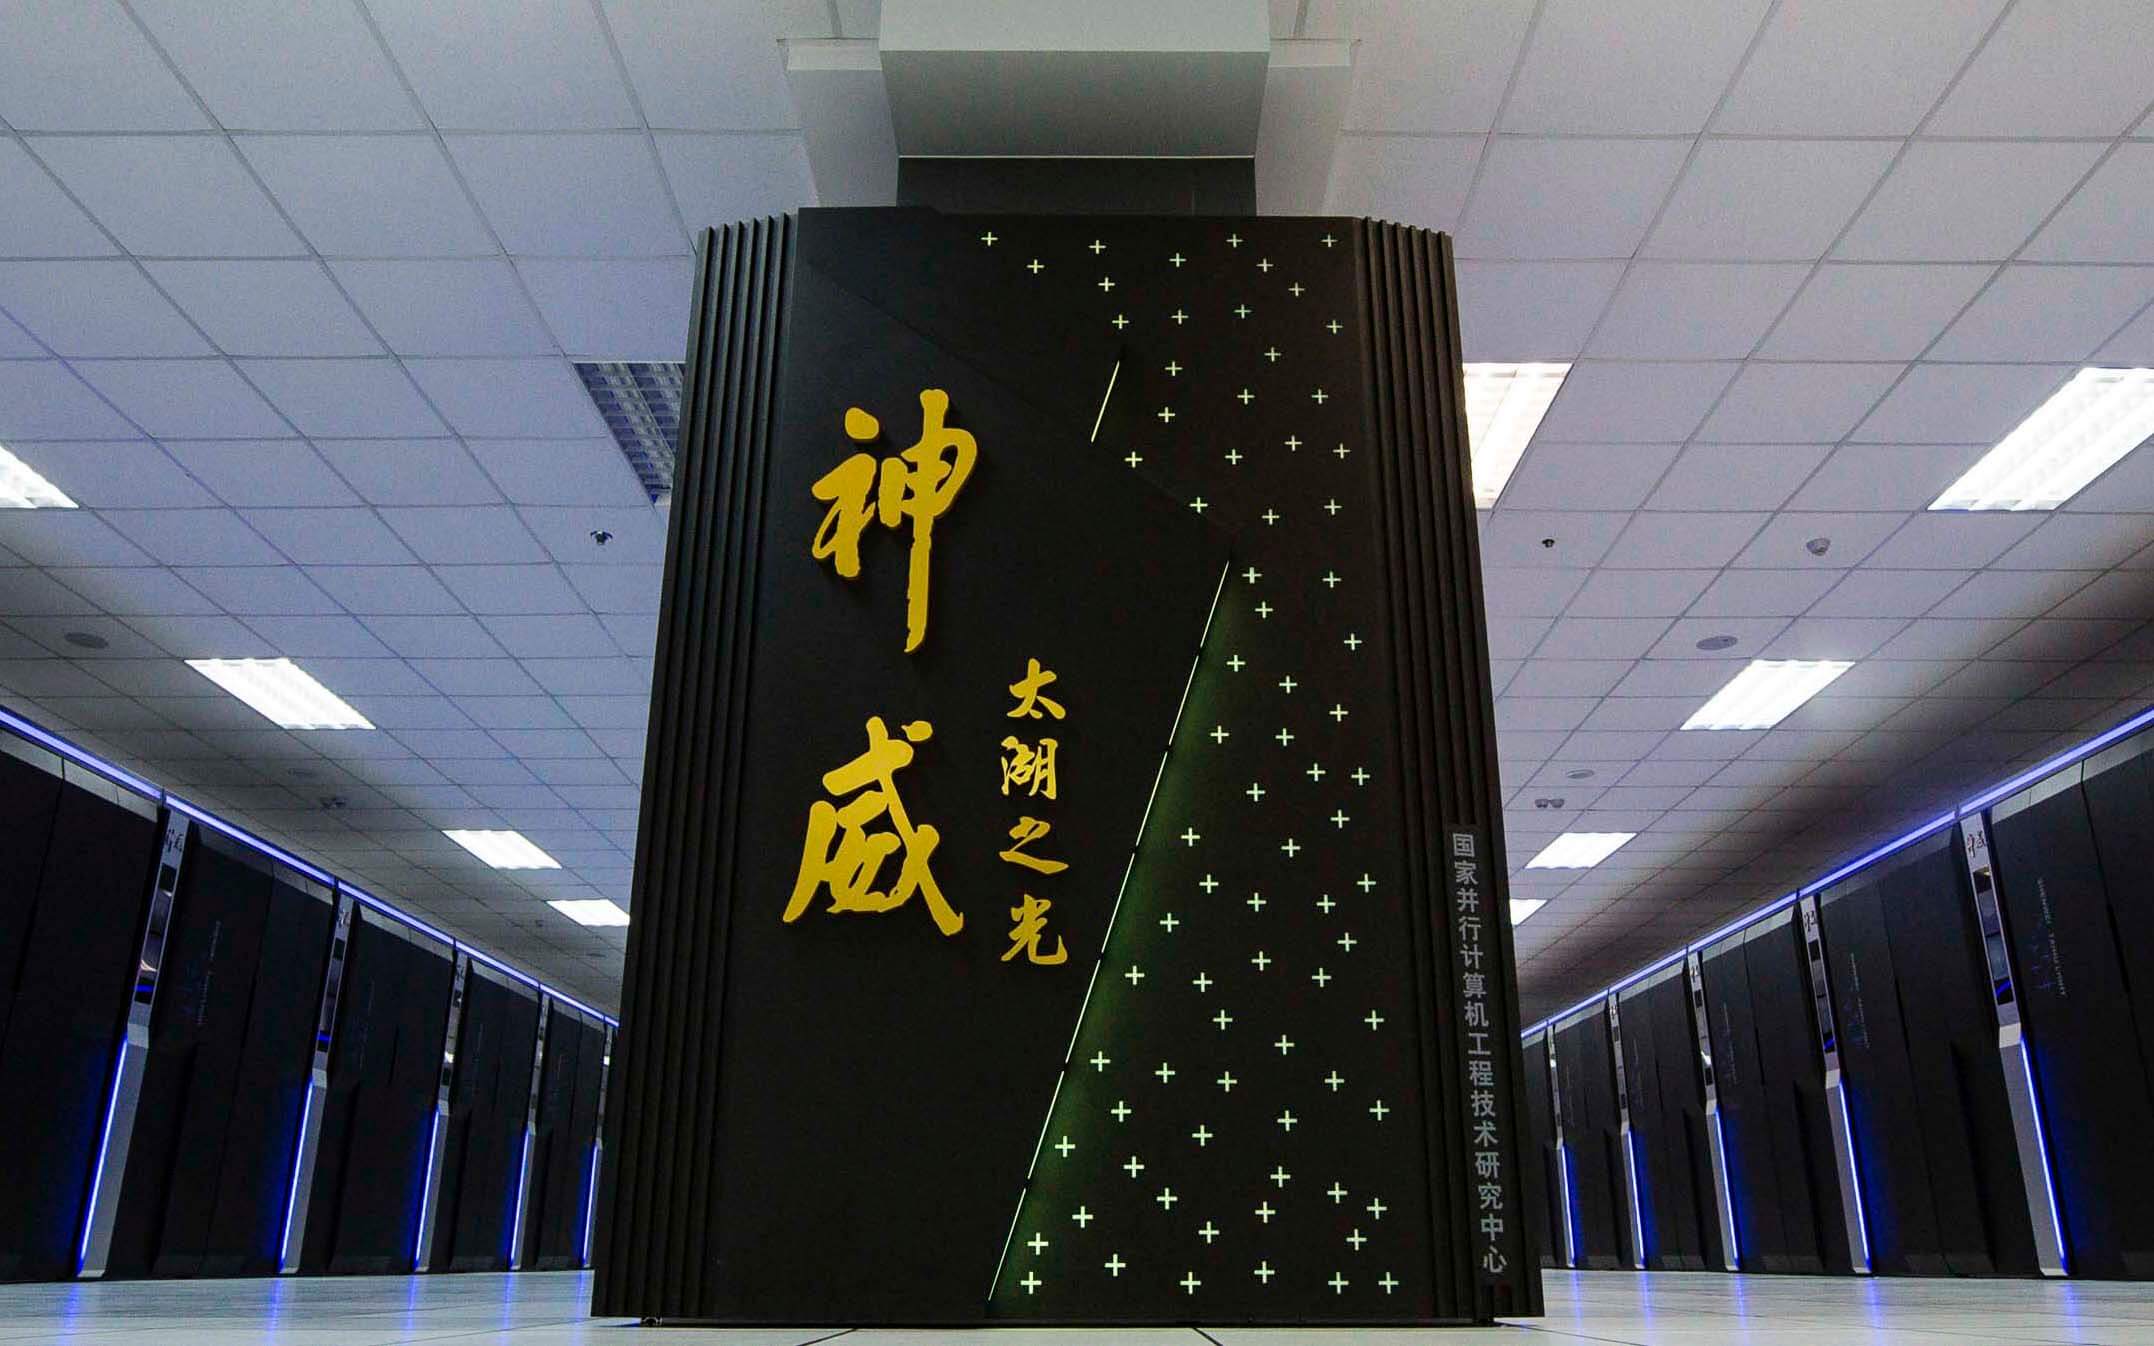 神威
太湖之光
国家并行计算机工程技术研究中心